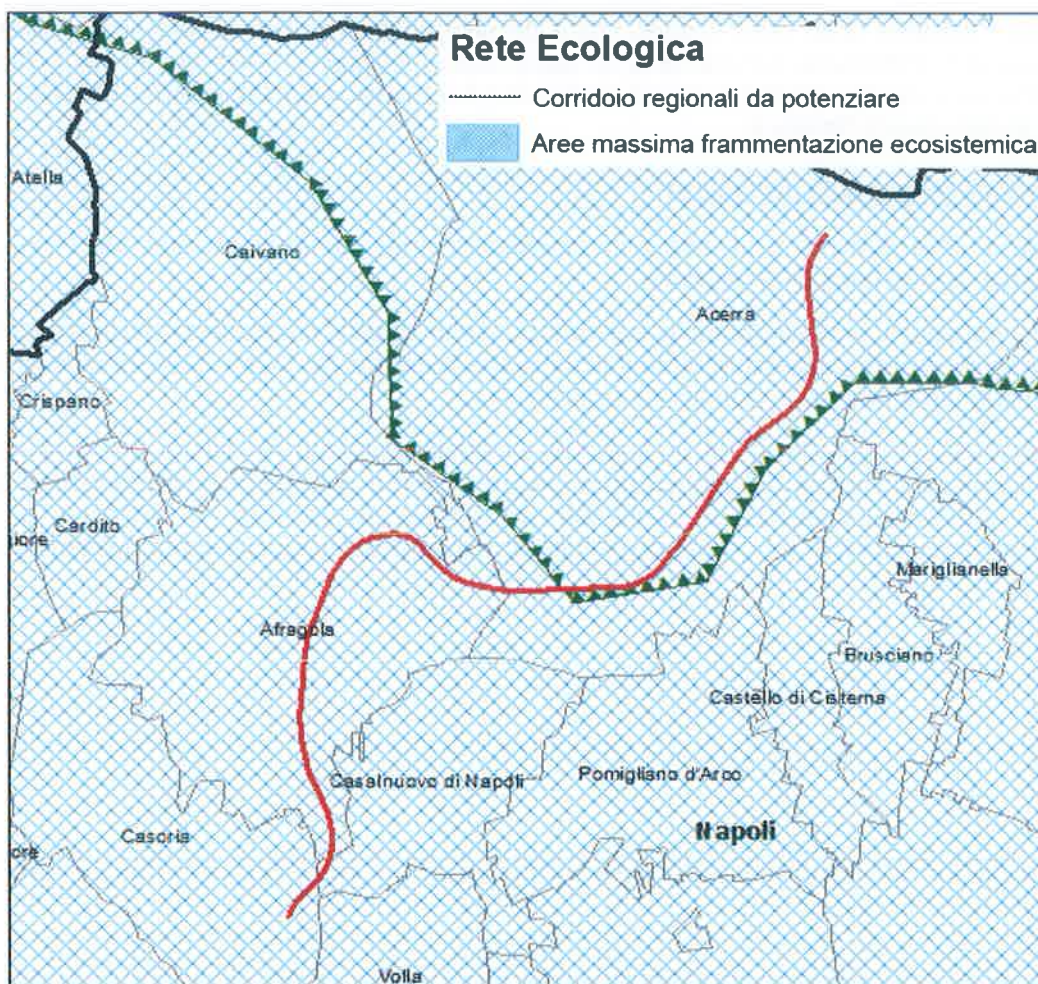 Rete Ecologica
Corridoio regionali da potenziare
Aree massima frammentazione ecosistemica
Atella
Caivano
Acerra
Crispano
Cardito
Mariglianella
Afragola
Brusciano
Castello di Cisterna
Casalnuovo di Napoli
Pomigliano d'Arco
Casoria
Napoli
Volla